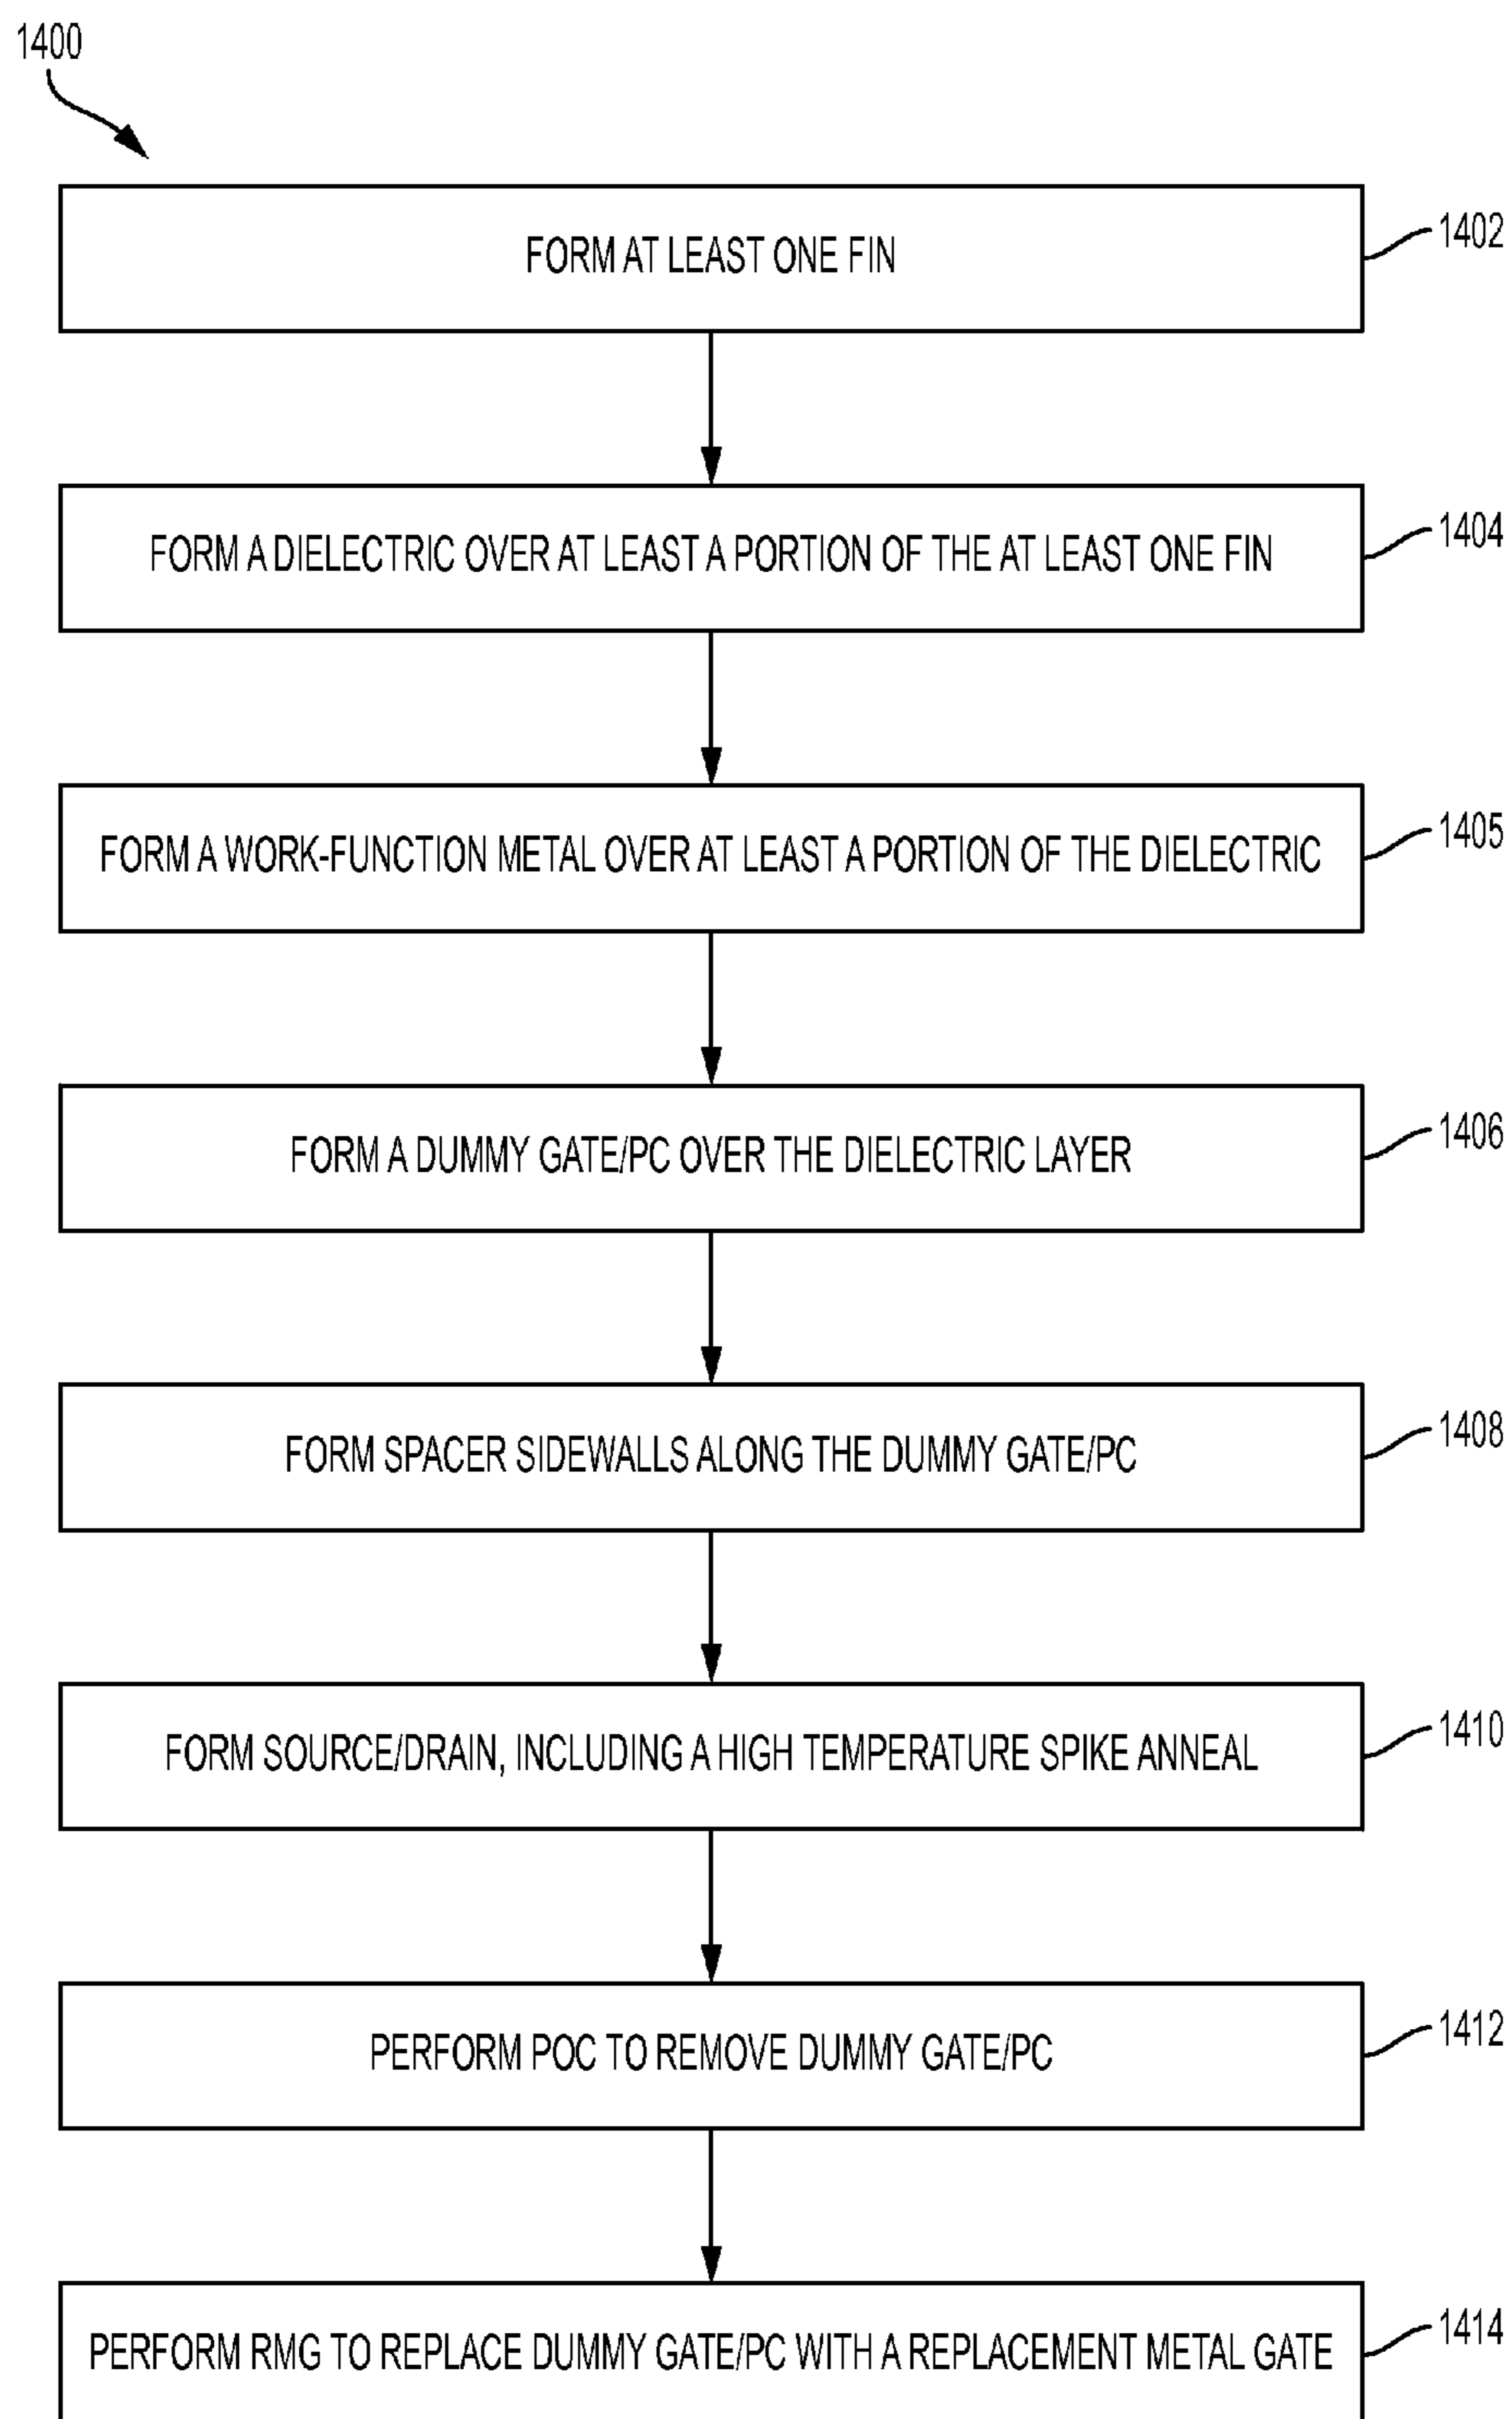 1400
FORM AT LEAST ONE FIN
1402
FORM A DIELECTRIC OVER AT LEAST A PORTION OF THE AT LEAST ONE FIN
1404
FORM A WORK-FUNCTION METAL OVER AT LEAST A PORTION OF THE DIELECTRIC
1405
FORM A DUMMY GATE/PC OVER THE DIELECTRIC LAYER
1406
FORM SPACER SIDEWALLS ALONG THE DUMMY GATE/PC
1408
FORM SOURCE/DRAIN, INCLUDING A HIGH TEMPERATURE SPIKE ANNEAL
1410
PERFORM POC TO REMOVE DUMMY GATE/PC
1412
PERFORM RMG TO REPLACE DUMMY GATE/PC WITH A REPLACEMENT METAL GATE
1414